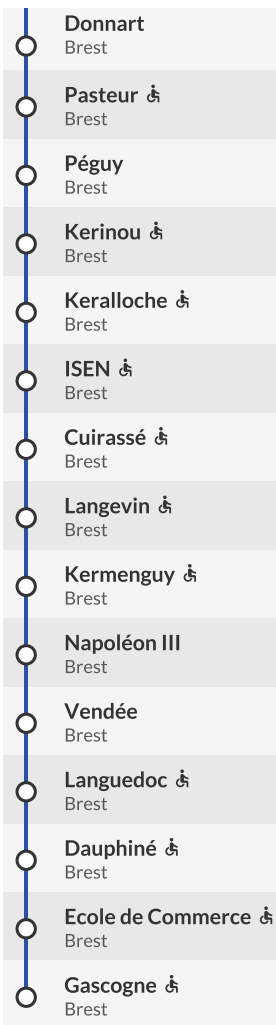 Donnart
Brest
Pasteur
Brest
Péguy
Brest
Kerinou
Brest
Keralloche
Brest
ISEN
Brest
Cuirassé
Brest
Langevin
Brest
Kermenguy
Brest
Napoléon III
Brest
Vendée
Brest
Languedoc
Brest
Dauphiné
Brest
Ecole de Commerce
Brest
Gascogne
Brest